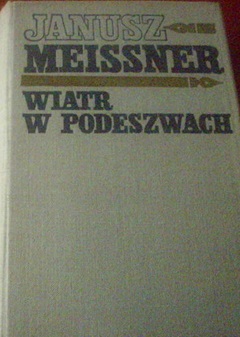 JANUSZ
MEISSNER
WIATR
W PODESZWACH